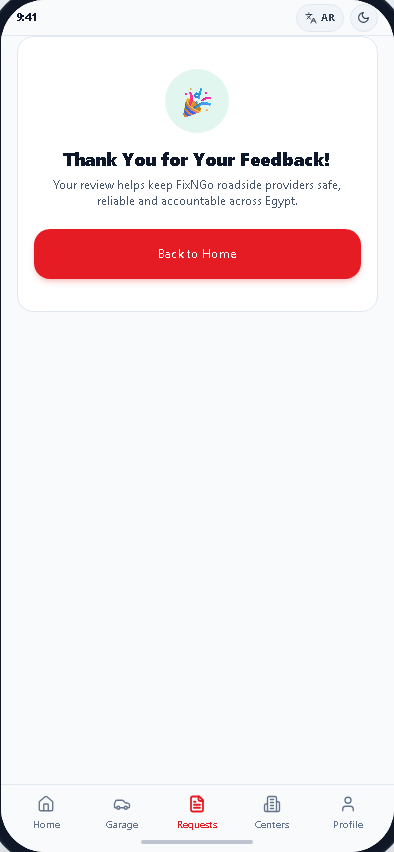 9:41
AR
Thank You for Your Feedback!
Your review helps keep FixNGo roadside providers safe,
reliable and accountable across Egypt.
Back to Home
Home
Garage
Requests
Centers
Profile